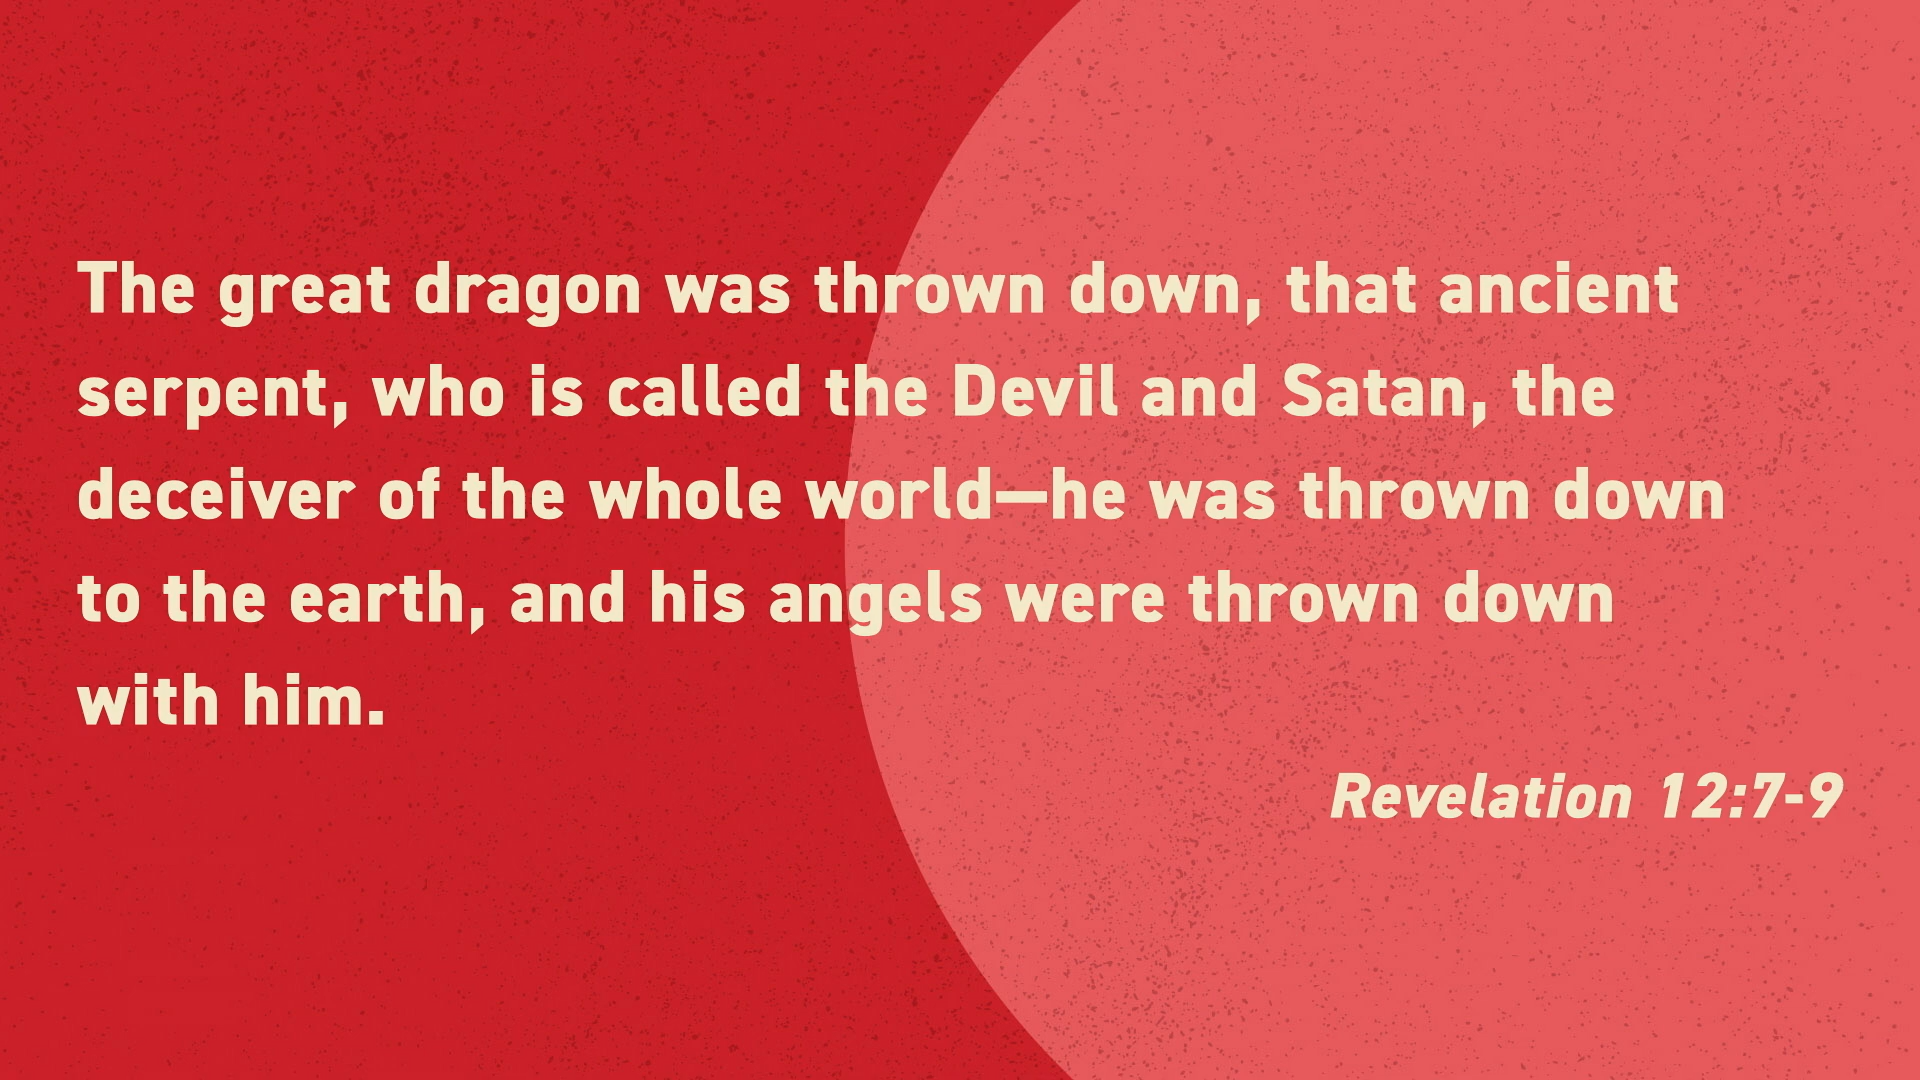 The great dragon was thrown down, that ancient
serpent, who is called the Devil and Satan, the
deceiver of the whole world—he was thrown down
to the earth, and his angels were thrown down
with him.
Revelation 12:7-9